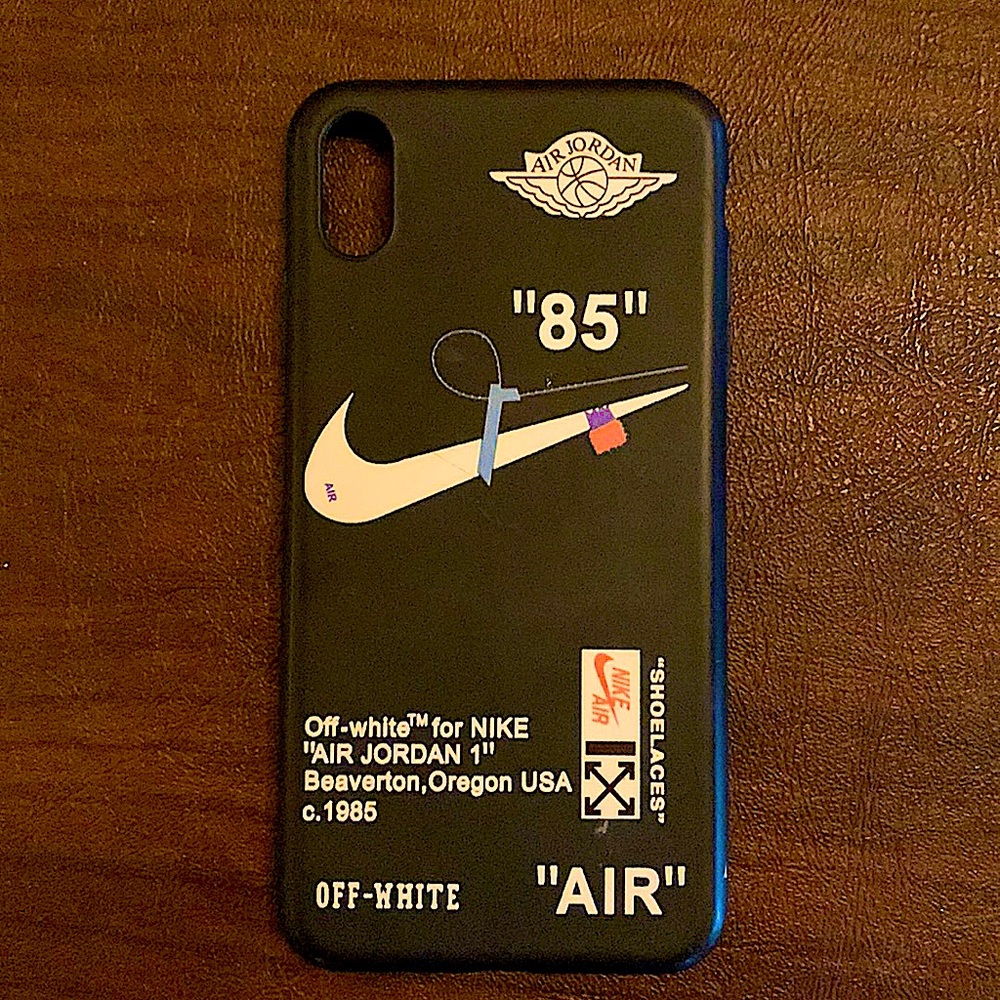 AIR JORDAN
"85"
AIR
NIKE
AIR
"SHOELACES"
Off-white™ for NIKE
"AIR JORDAN 1"
Beaverton,Oregon USA
c.1985
OFF-WHITE
"AIR"